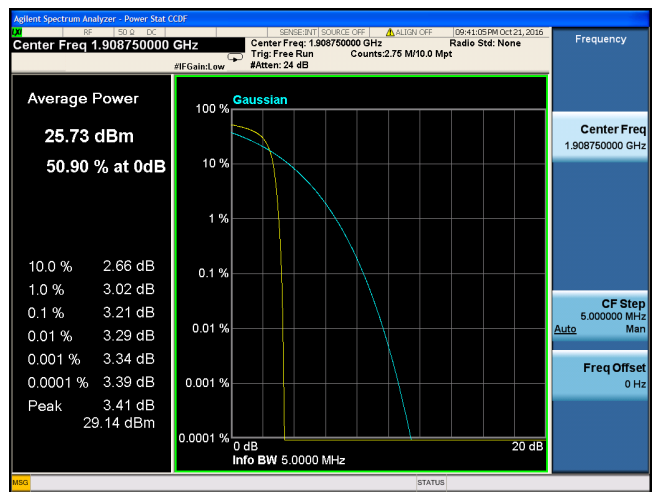 Agilent Spectrum Analyzer - Power Stat CCDF
RF 50 Ω DC SENSE:INT SOURCE OFF ALIGN OFF 09:41:05 PM Oct 21, 2016
Center Freq 1.908750000 GHz
Center Freq: 1.908750000 GHz Radio Std: None
Trig: Free Run Counts:2.75 M/10.0 Mpt
#IFGain:Low #Atten: 24 dB
Frequency
Average Power
25.73 dBm
50.90 % at 0dB
10.0 % 2.66 dB
1.0 % 3.02 dB
0.1 % 3.21 dB
0.01 % 3.29 dB
0.001 % 3.34 dB
0.0001 % 3.39 dB
Peak 3.41 dB
29.14 dBm
Gaussian
100 %
10 %
1 %
0.1 %
0.01 %
0.001 %
0.0001 %
0 dB 20 dB
Info BW 5.0000 MHz
Center Freq
1.908750000 GHz
CF Step
5.000000 MHz
Auto Man
Freq Offset
0 Hz
MSG STATUS